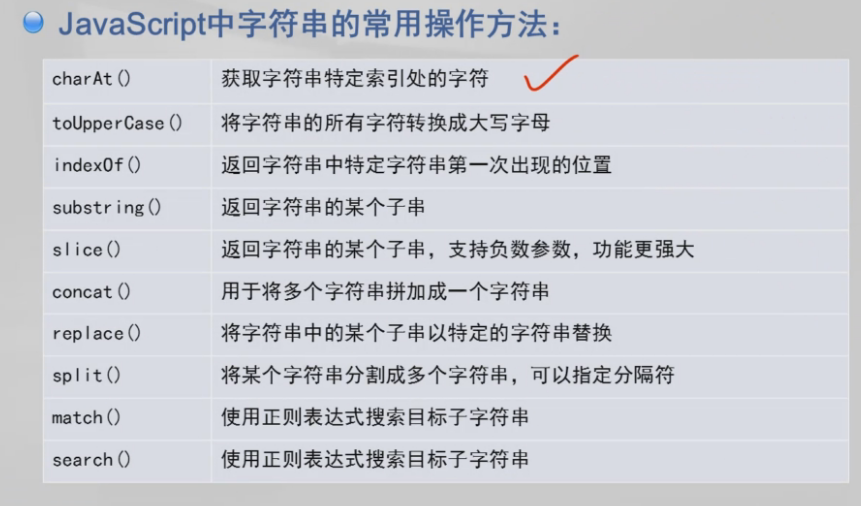 JavaScript中字符串的常用操作方法：
charAt() 获取字符串特定索引处的字符
toUpperCase() 将字符串的所有字符转换成大写字母
indexOf() 返回字符串中特定字符串第一次出现的位置
substring() 返回字符串的某个子串
slice() 返回字符串的某个子串，支持负数参数，功能更强大
concat() 用于将多个字符串拼加成一个字符串
replace() 将字符串中的某个子串以特定的字符串替换
split() 将某个字符串分割成多个字符串，可以指定分隔符
match() 使用正则表达式搜索目标子字符串
search() 使用正则表达式搜索目标子字符串